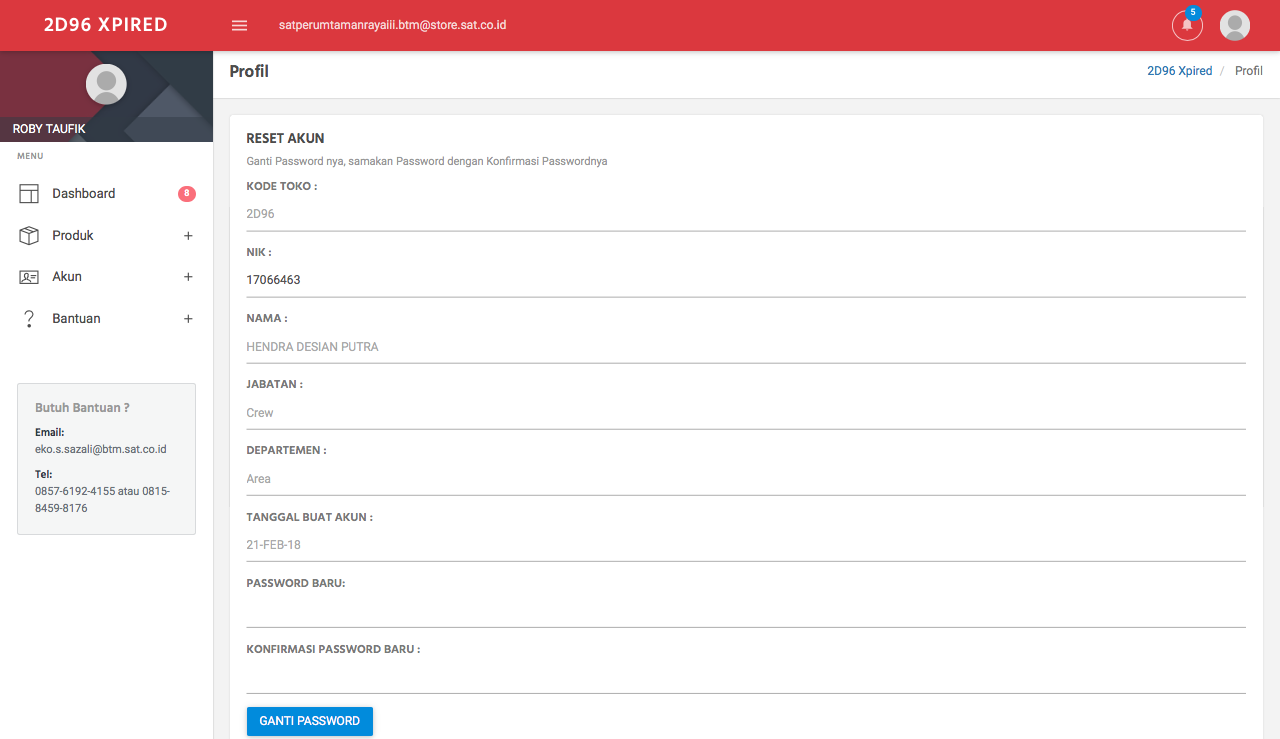 2D96 XPIRED
satperumtamanrayaiii.btm@store.sat.co.id
5
ROBY TAUFIK
MENU
Dashboard
8
Produk
+
Akun
+
Bantuan
+
Butuh Bantuan ?
Email:
eko.s.sazali@btm.sat.co.id
Tel:
0857-6192-4155 atau 0815-
8459-8176
Profil
2D96 Xpired / Profil
RESET AKUN
Ganti Password nya, samakan Password dengan Konfirmasi Passwordnya
KODE TOKO :
2D96
NIK :
17066463
NAMA :
HENDRA DESIAN PUTRA
JABATAN :
Crew
DEPARTEMEN :
Area
TANGGAL BUAT AKUN :
21-FEB-18
PASSWORD BARU:
KONFIRMASI PASSWORD BARU :
GANTI PASSWORD